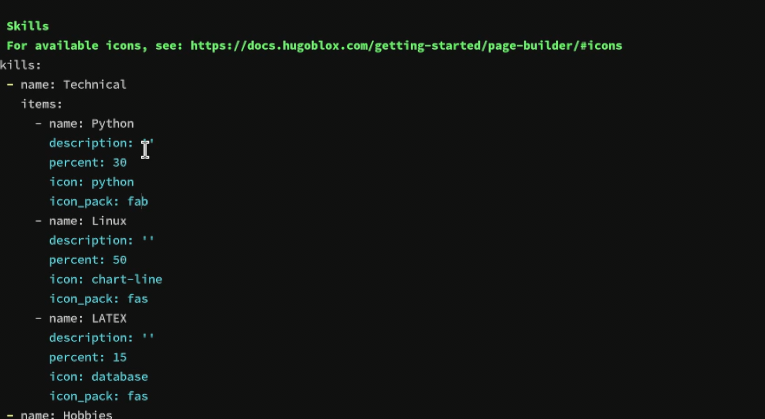 Skills
For available icons, see: https://docs.hugoblox.com/getting-started/page-builder/#icons
kills:
- name: Technical
items:
- name: Python
description: ''
percent: 30
icon: python
icon_pack: fab
- name: Linux
description: ''
percent: 50
icon: chart-line
icon_pack: fas
- name: LATEX
description: ''
percent: 15
icon: database
icon_pack: fas
- name: Hobbies